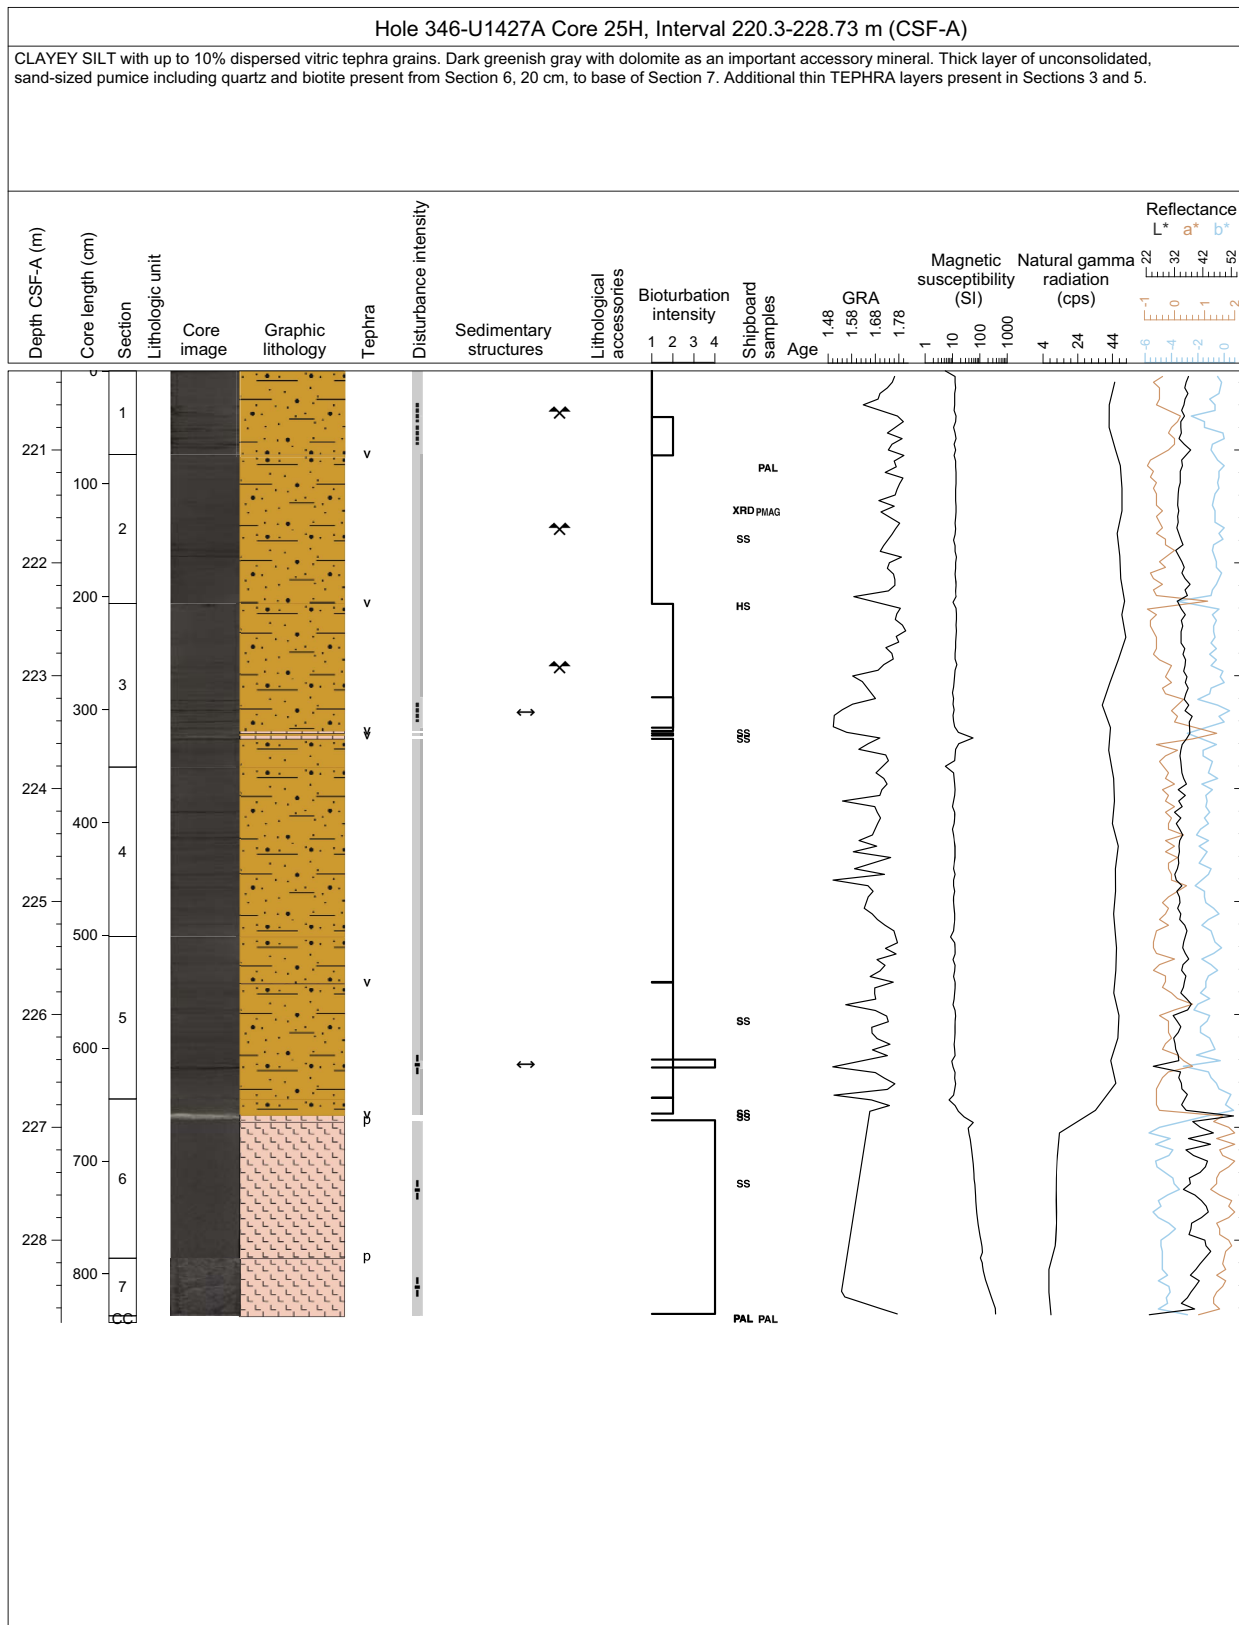 Hole 346-U1427A Core 25H, Interval 220.3-228.73 m (CSF-A)
CLAYEY SILT with up to 10% dispersed vitric tephra grains. Dark greenish gray with dolomite as an important accessory mineral. Thick layer of unconsolidated,
sand-sized pumice including quartz and biotite present from Section 6, 20 cm, to base of Section 7. Additional thin TEPHRA layers present in Sections 3 and 5.
Depth CSF-A (m)
Core length (cm)
Section
Lithologic unit
Core
image
Graphic
lithology
Tephra
Disturbance intensity
Sedimentary
structures
Lithological
accessories
Bioturbation
intensity
1 2 3 4
Shipboard
samples
Age
GRA
1.48 1.58 1.68 1.78
Magnetic
susceptibility
(SI)
1 10 100 1000
Natural gamma
radiation
(cps)
4 24 44
Reflectance
L* a* b*
22 32 42 52
-1 0 1 2
-6 -4 -2 0
0
1
221
v
100
PAL
2
XRD PMAG
SS
222
200
v
HS
223
3
300
v
v
SS
SS
224
400
4
225
500
v
226
5
SS
600
v
p
SS
SS
227
700
6
SS
228
p
800
7
CC
PAL PAL